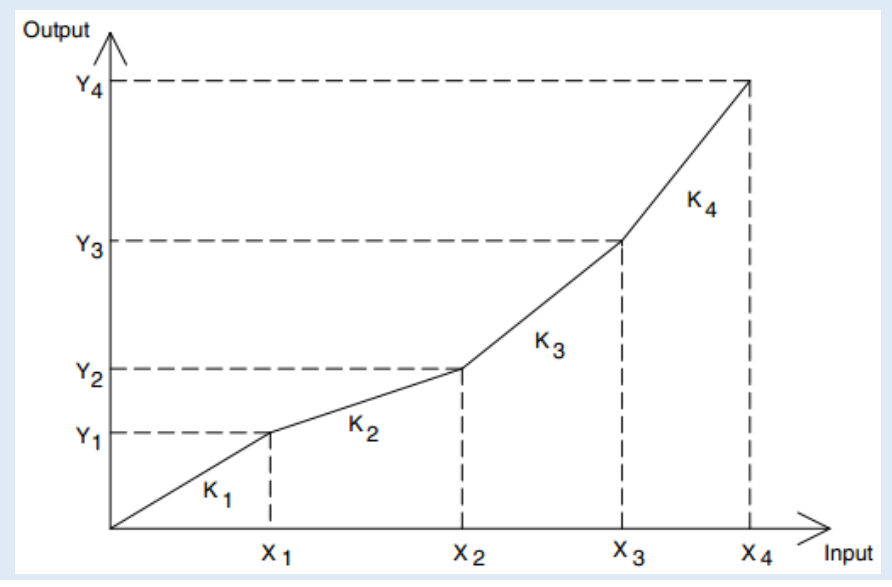 Output
Y4
Y3
Y2
Y1
K4
K3
K2
K1
X1 X2 X3 X4 Input